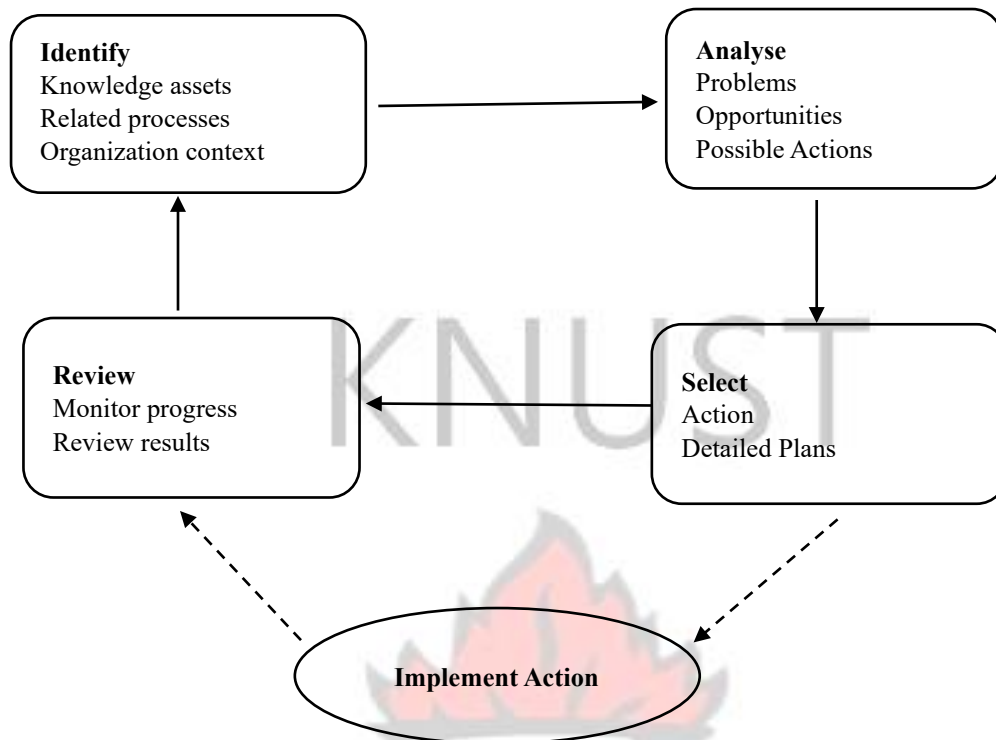 Identify
Knowledge assets
Related processes
Organization context
Analyse
Problems
Opportunities
Possible Actions
Review
Monitor progress
Review results
KNUST
Select
Action
Detailed Plans
Implement Action